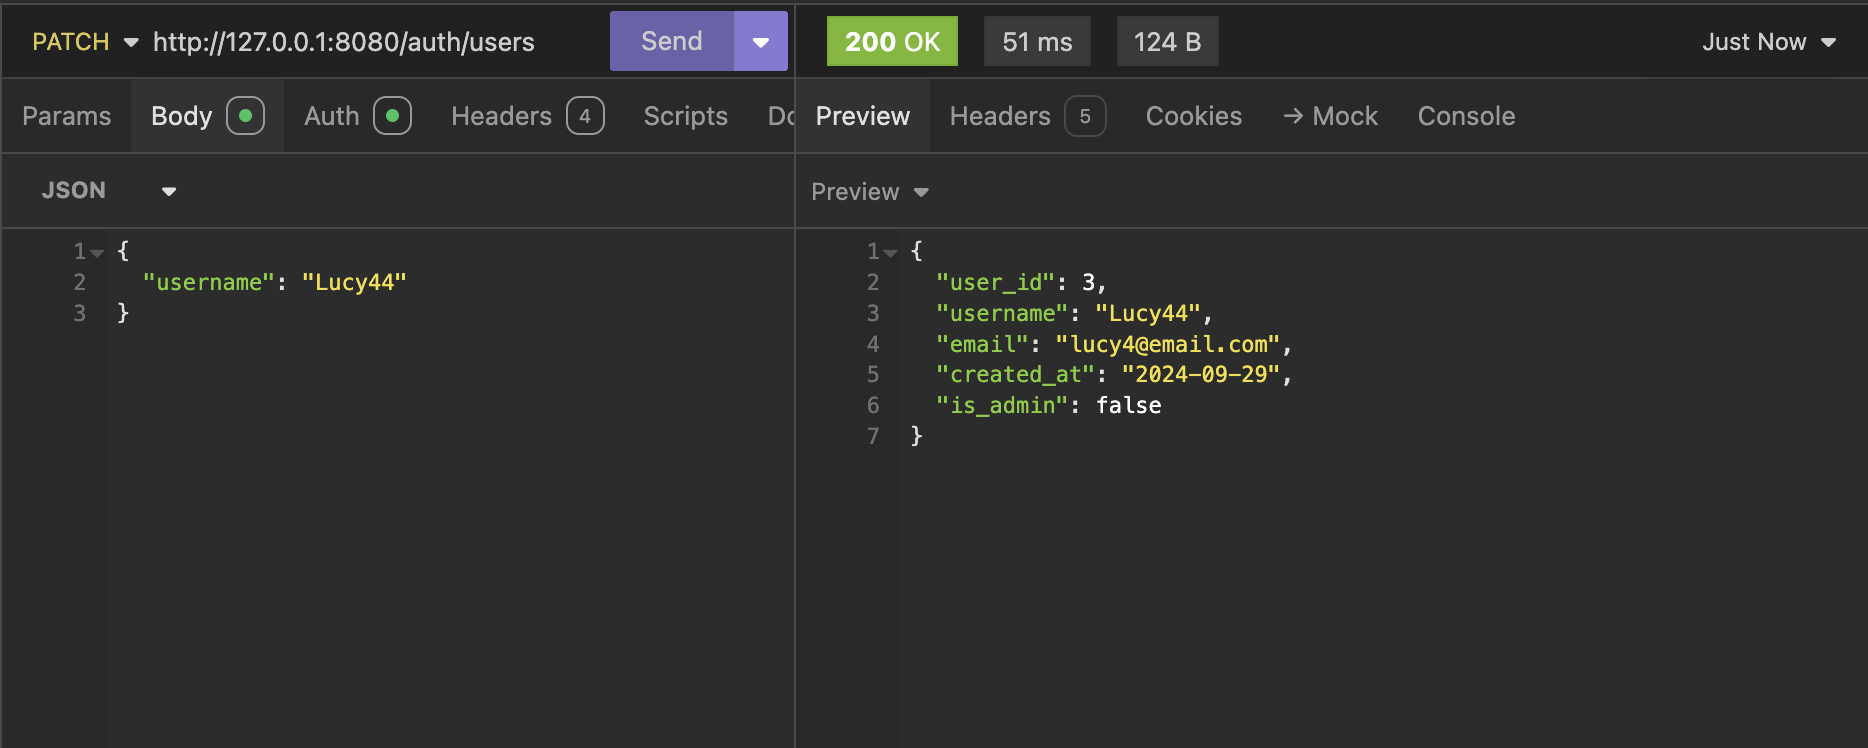 PATCH http://127.0.0.1:8080/auth/users Send 200 OK 51 ms 124 B Just Now
Params Body Auth Headers 4 Scripts Do Preview Headers 5 Cookies → Mock Console
JSON Preview
1 {
2 "username": "Lucy44"
3 }
1 {
2 "user_id": 3,
3 "username": "Lucy44",
4 "email": "lucy4@email.com",
5 "created_at": "2024-09-29",
6 "is_admin": false
7 }